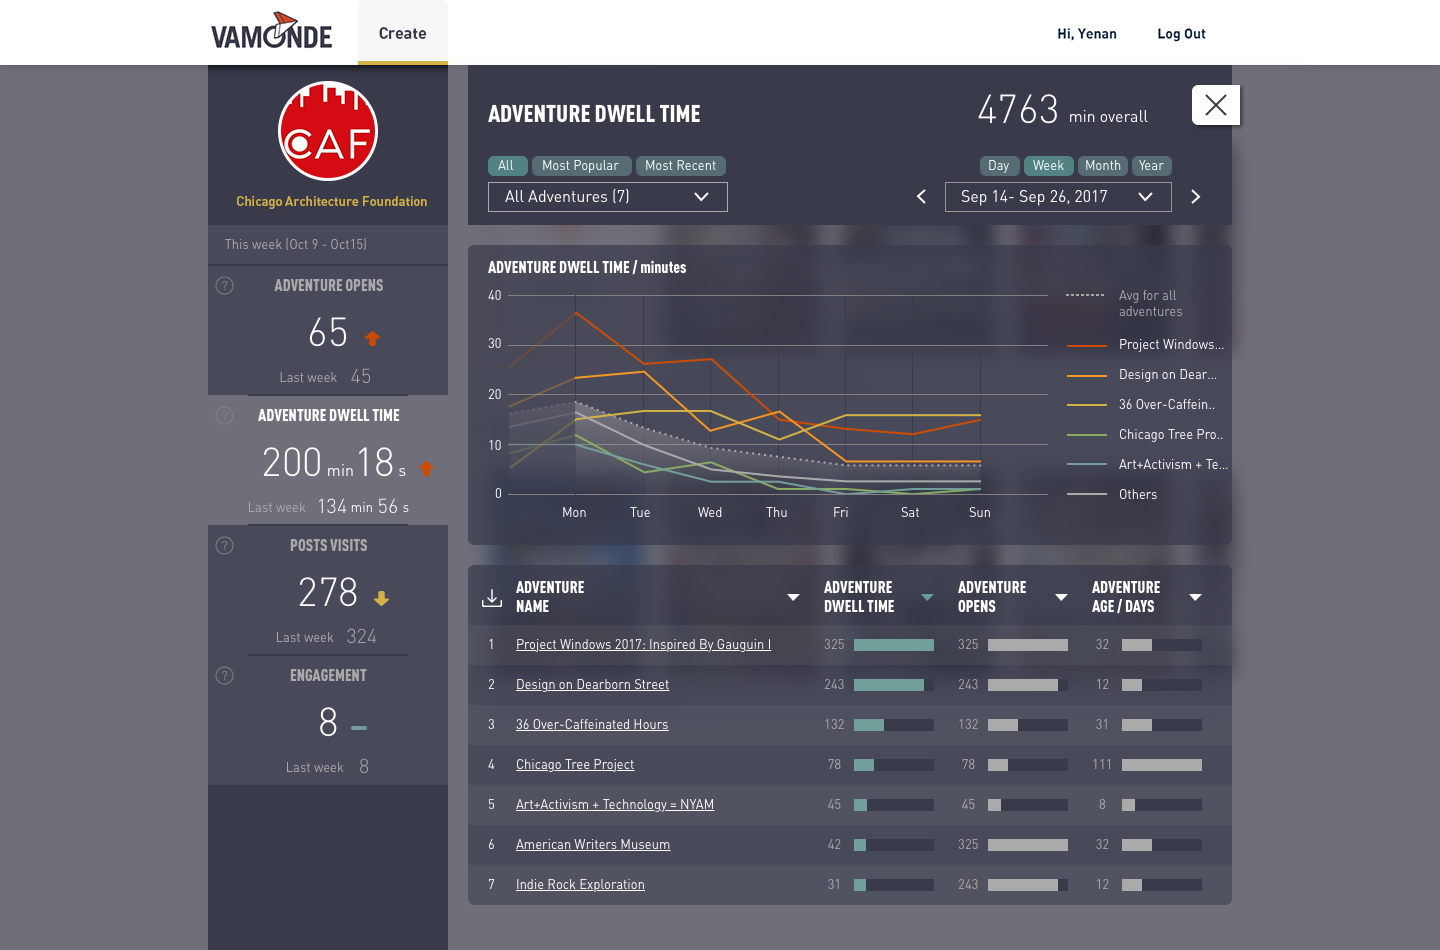 VAMONDE
Create
Hi, Yenan
Log Out
CAF
Chicago Architecture Foundation
This week (Oct 9 - Oct15)
?
ADVENTURE OPENS
65
Last week 45
?
ADVENTURE DWELL TIME
200 min 18 s
Last week 134 min 56 s
?
POSTS VISITS
278
Last week 324
?
ENGAGEMENT
8
Last week 8
ADVENTURE DWELL TIME
4763 min overall
All
Most Popular
Most Recent
Day
Week
Month
Year
All Adventures (7)
Sep 14- Sep 26, 2017
ADVENTURE DWELL TIME / minutes
40
30
20
10
0
Mon
Tue
Wed
Thu
Fri
Sat
Sun
Avg for all
adventures
Project Windows...
Design on Dear...
36 Over-Caffein..
Chicago Tree Pro..
Art+Activism + Te...
Others
ADVENTURE
NAME
ADVENTURE
DWELL TIME
ADVENTURE
OPENS
ADVENTURE
AGE / DAYS
1 Project Windows 2017: Inspired By Gauguin I 325 325 32
2 Design on Dearborn Street 243 243 12
3 36 Over-Caffeinated Hours 132 132 31
4 Chicago Tree Project 78 78 111
5 Art+Activism + Technology = NYAM 45 45 8
6 American Writers Museum 42 325 32
7 Indie Rock Exploration 31 243 12